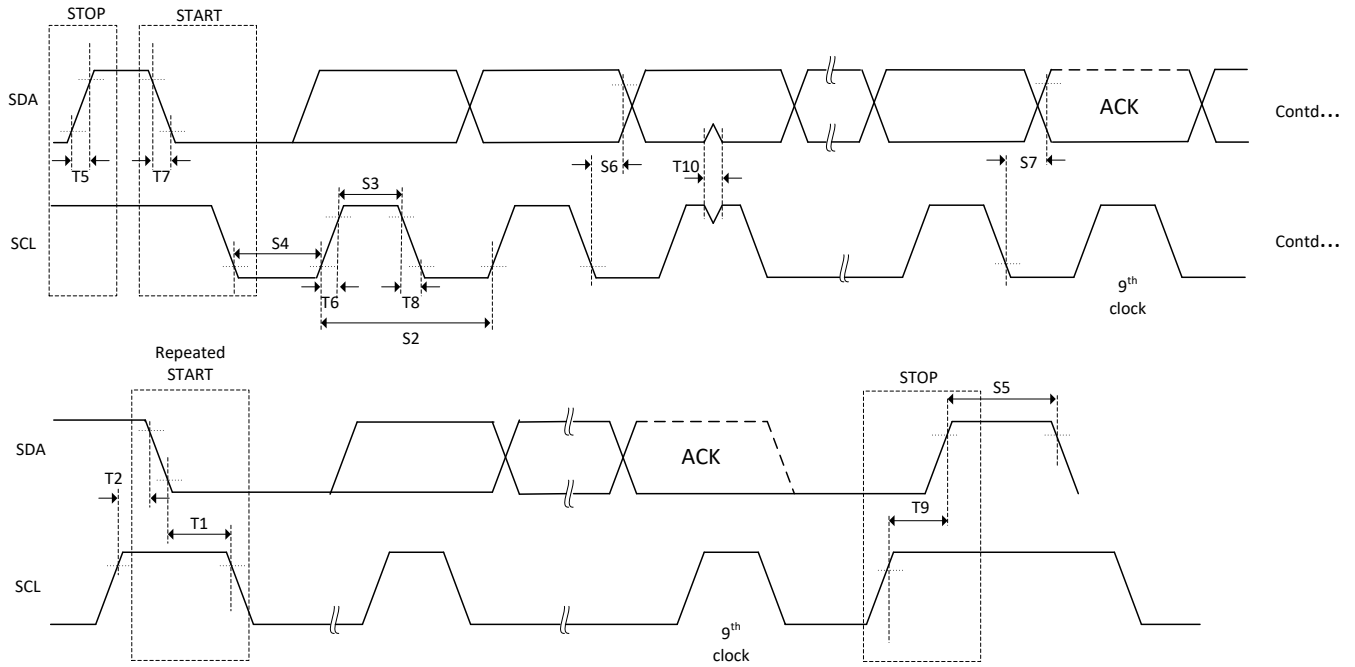 STOP
START
SDA
ACK
Contd...
T5
T7
S6
T10
S7
S3
SCL
S4
Contd...
T6
T8
S2
9th
clock
Repeated
START
STOP
S5
SDA
ACK
T2
T9
T1
SCL
9th
clock